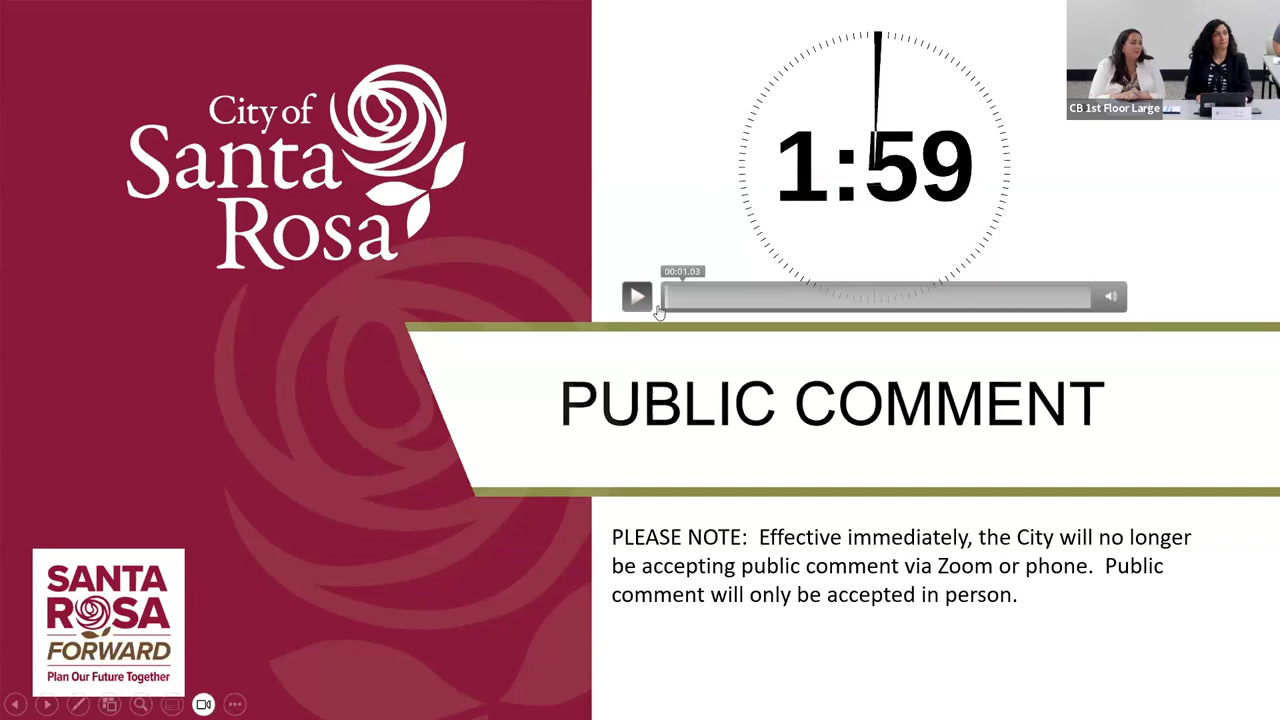 City of
Santa
Rosa
1:59
CB 1st Floor Large
00:01.03
PUBLIC COMMENT
PLEASE NOTE:  Effective immediately, the City will no longer
be accepting public comment via Zoom or phone.  Public
comment will only be accepted in person.
SANTA
ROSA
FORWARD
Plan Our Future Together